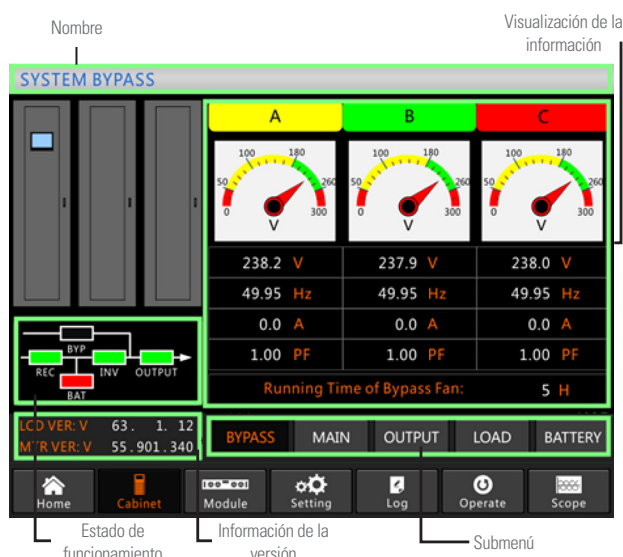 Nombre
Visualización de la
información
SYSTEM BYPASS
A B C
100 180 100 180 100 180
50 260 50 260 50 260
0 300 0 300 0 300
V V V
238.2 V 237.9 V 238.0 V
49.95 Hz 49.95 Hz 49.95 Hz
0.0 A 0.0 A 0.0 A
1.00 PF 1.00 PF 1.00 PF
Running Time of Bypass Fan: 5 H
BYP
REC INV OUTPUT
BAT
LCD VER: V 63. 1. 12
MTR VER: V 55.901.340
BYPASS MAIN OUTPUT LOAD BATTERY
Home Cabinet Module Setting Log Operate Scope
Estado de
funcionamiento
Información de la
versión
Submenú